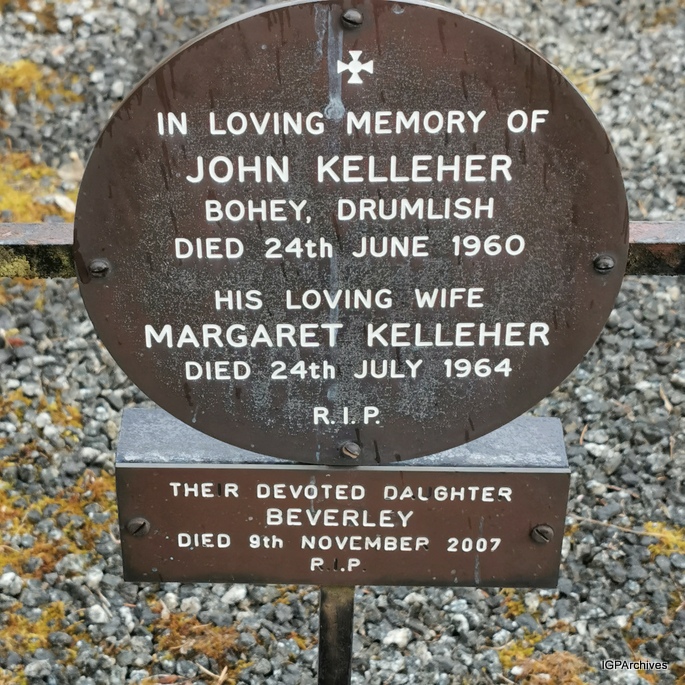 IN LOVING MEMORY OF
JOHN KELLEHER
BOHEY, DRUMLISH
DIED 24th JUNE 1960
HIS LOVING WIFE
MARGARET KELLEHER
DIED 24th JULY 1964
R.I.P.
THEIR DEVOTED DAUGHTER
BEVERLEY
DIED 9th NOVEMBER 2007
R.I.P
IGPArchives